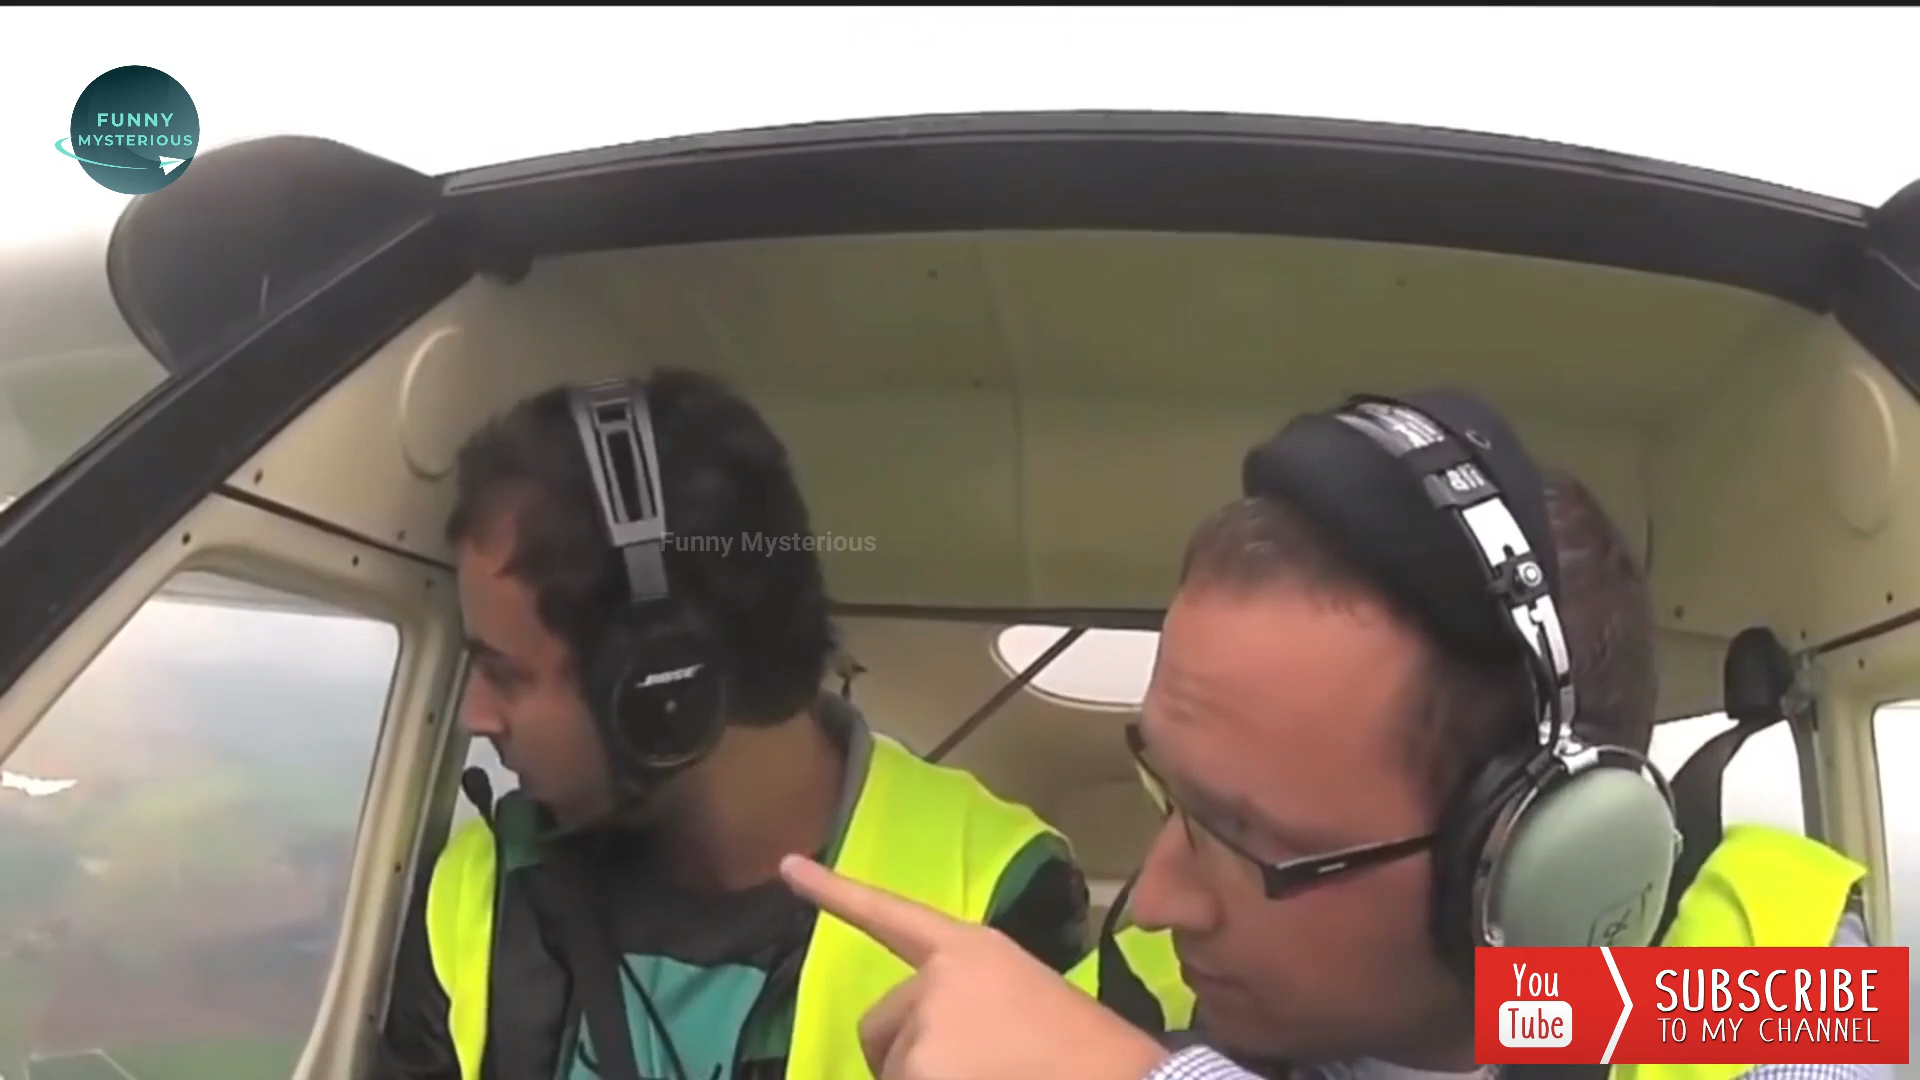 FUNNY
MYSTERIOUS
Funny Mysterious
BOSE
You
Tube
SUBSCRIBE
TO MY CHANNEL